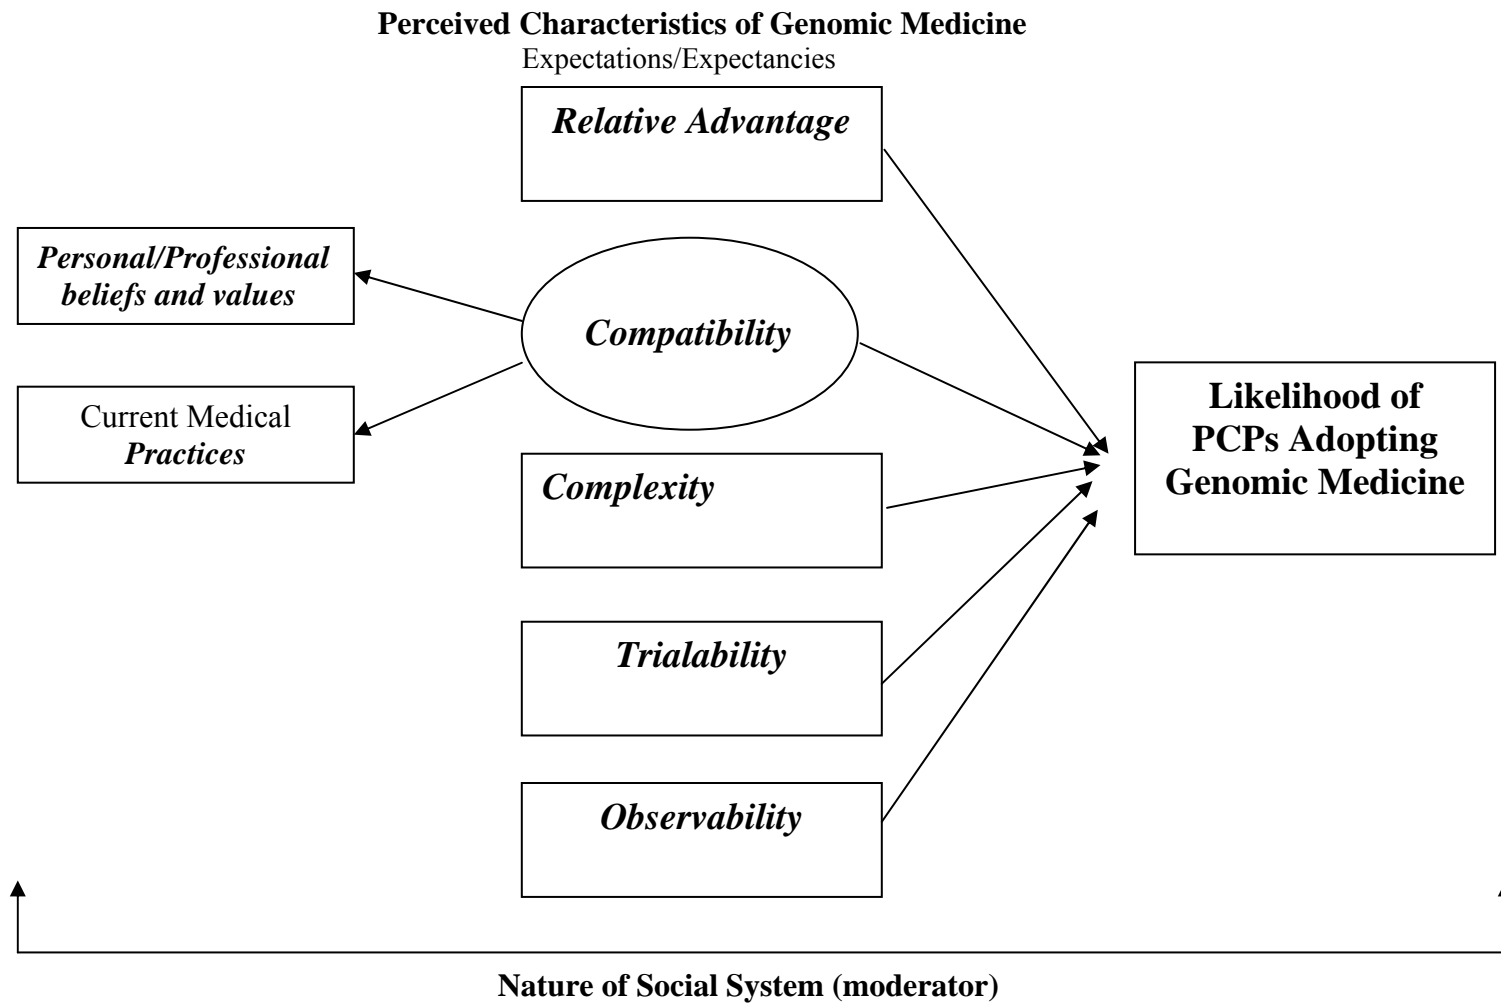 Perceived Characteristics of Genomic Medicine
Expectations/Expectancies
Relative Advantage
Personal/Professional
beliefs and values
Compatibility
Current Medical
Practices
Likelihood of
PCPs Adopting
Genomic Medicine
Complexity
Trialability
Observability
Nature of Social System (moderator)